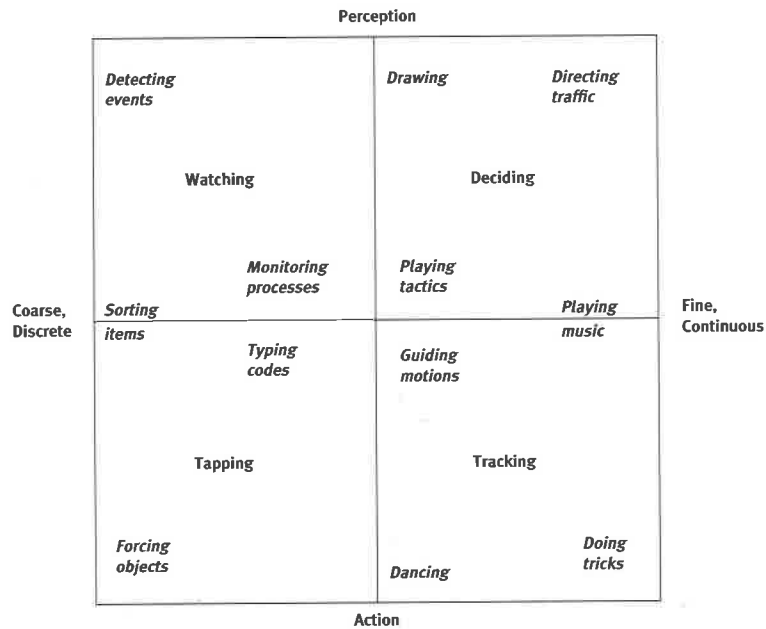 Perception
Detecting
events
Drawing
Directing
traffic
Watching
Deciding
Monitoring
processes
Playing
tactics
Coarse,
Discrete
Sorting
items
Playing
music
Fine,
Continuous
Typing
codes
Guiding
motions
Tapping
Tracking
Forcing
objects
Dancing
Doing
tricks
Action